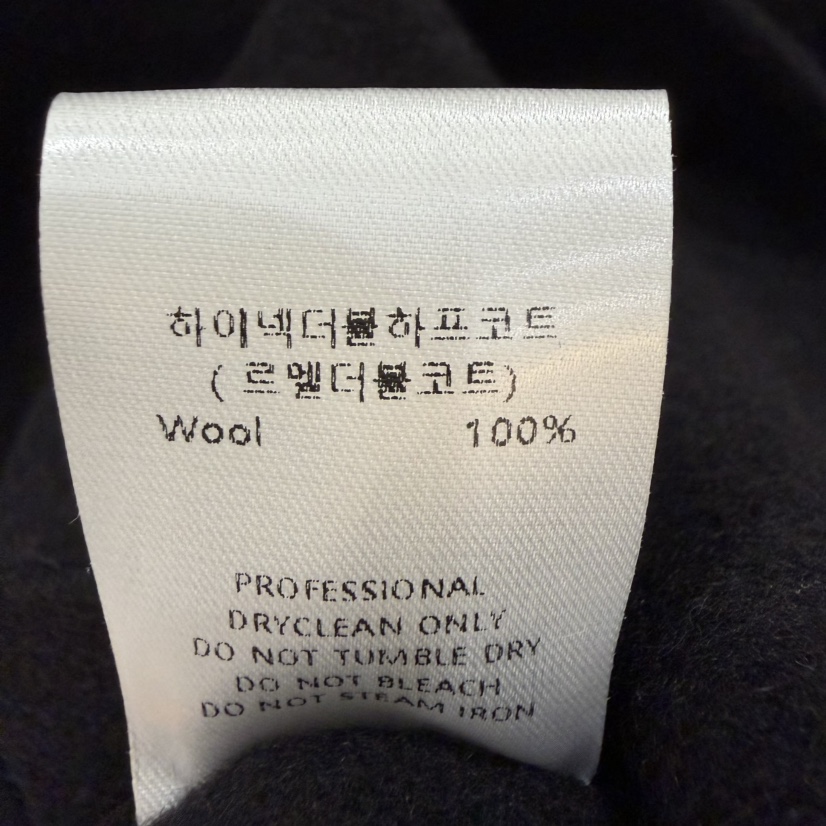 하이넥더블하프코트
( 르멜더블코트)
Wool 100%
PROFESSIONAL
DRYCLEAN ONLY
DO NOT TUMBLE DRY
DO NOT BLEACH
DO NOT STEAM IRON